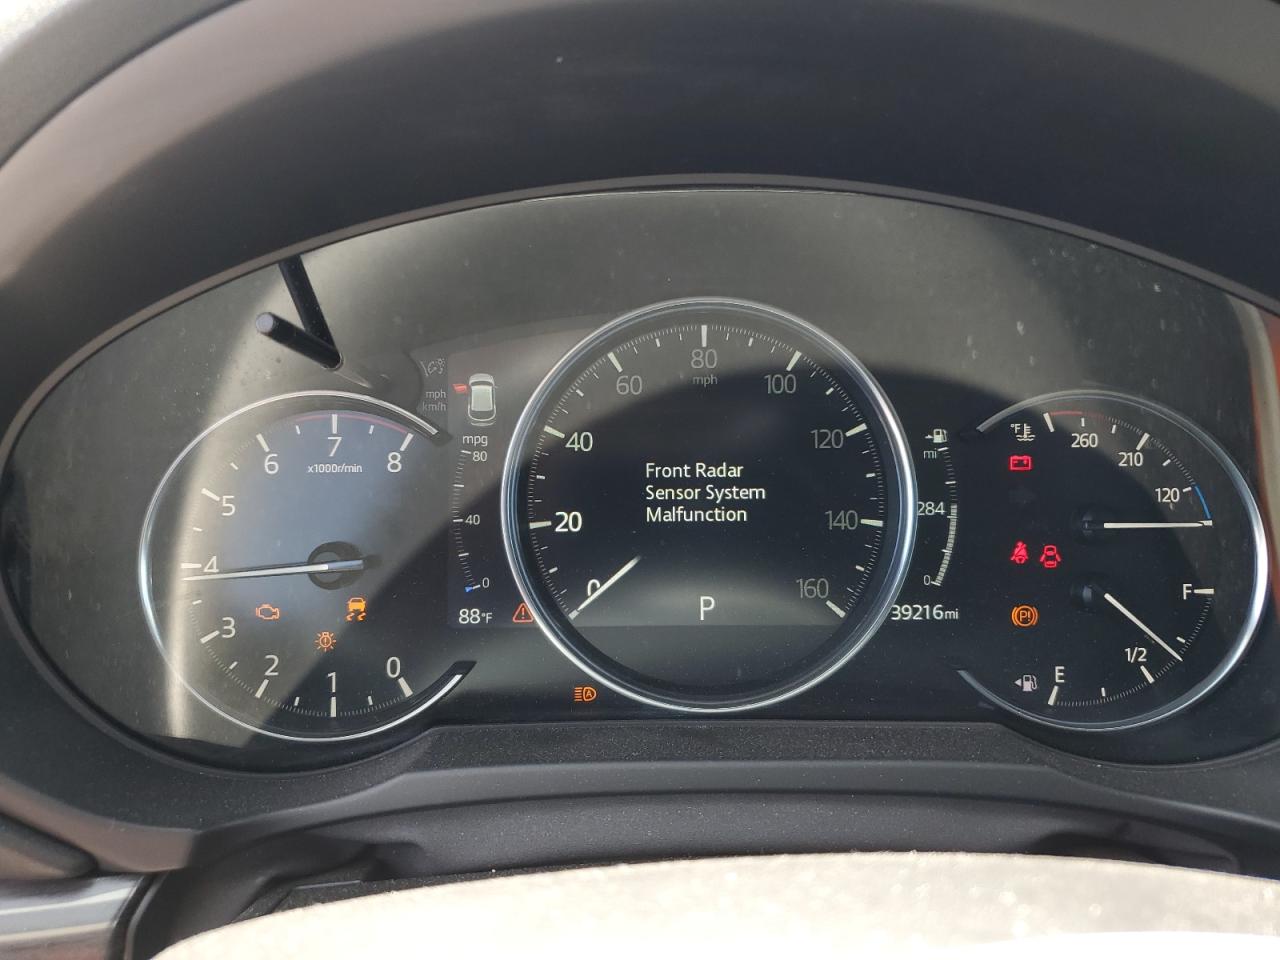 Front Radar
Sensor System
Malfunction
P
0
20
40
60
80
mph
100
120
140
160
0
1
2
3
4
5
6
7
x1000r/min
8
mph
km/h
mpg
80
40
0
88°F
mi
284
0
39216mi
°F
260
210
120
F
1/2
E
A
P!